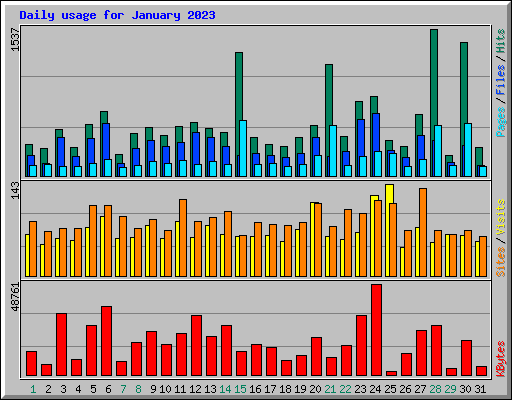 Daily usage for January 2023
1537
Pages / Files / Hits
143
Sites / Visits
48761
KBytes
1 2 3 4 5 6 7 8 9 10 11 12 13 14 15 16 17 18 19 20 21 22 23 24 25 26 27 28 29 30 31